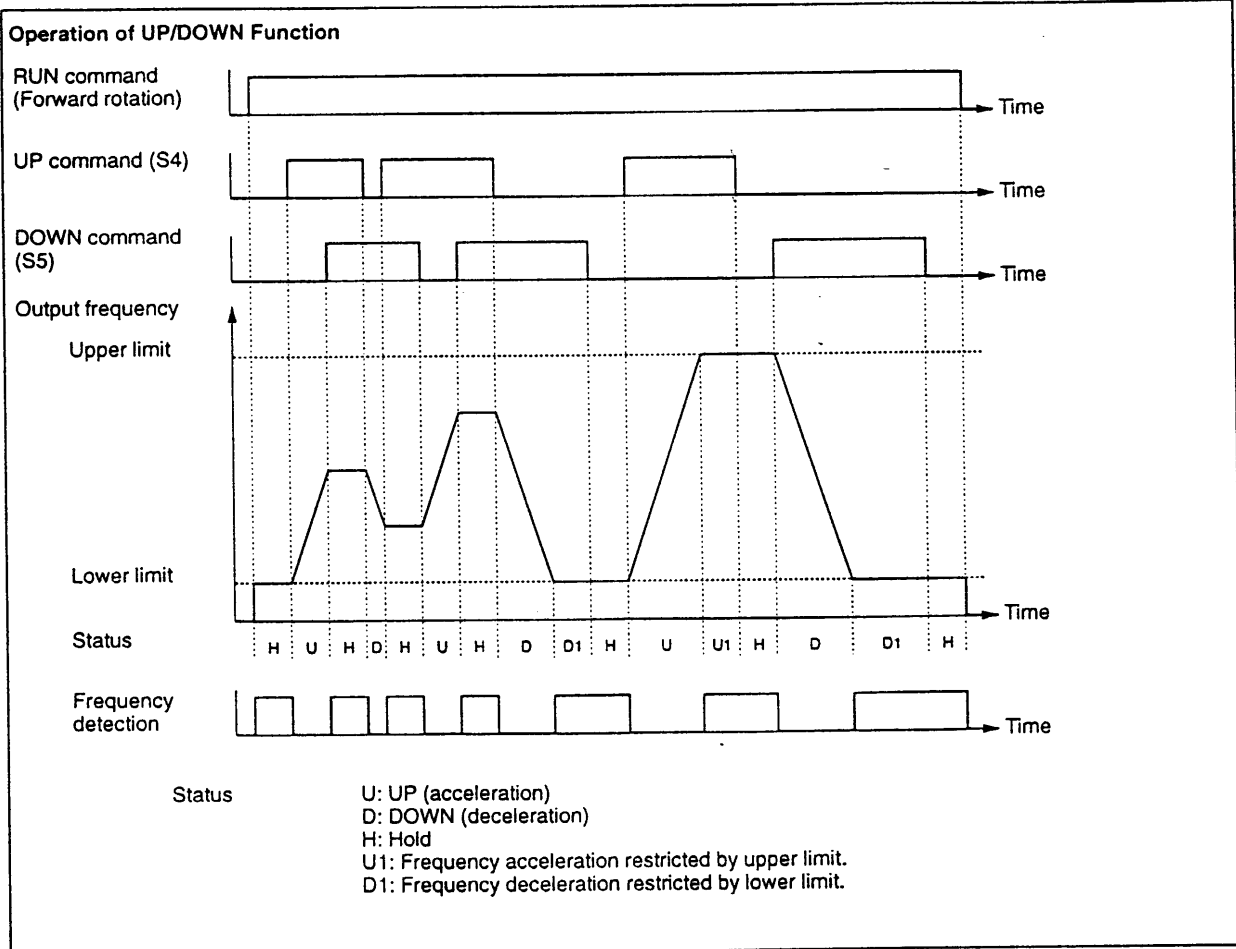 Operation of UP/DOWN Function
RUN command
(Forward rotation)
Time
UP command (S4)
Time
DOWN command
(S5)
Time
Output frequency
Upper limit
Lower limit
Time
Status
H U H D H U H D D1 H U U1 H D D1 H
Frequency
detection
Time
Status
U: UP (acceleration)
D: DOWN (deceleration)
H: Hold
U1: Frequency acceleration restricted by upper limit.
D1: Frequency deceleration restricted by lower limit.